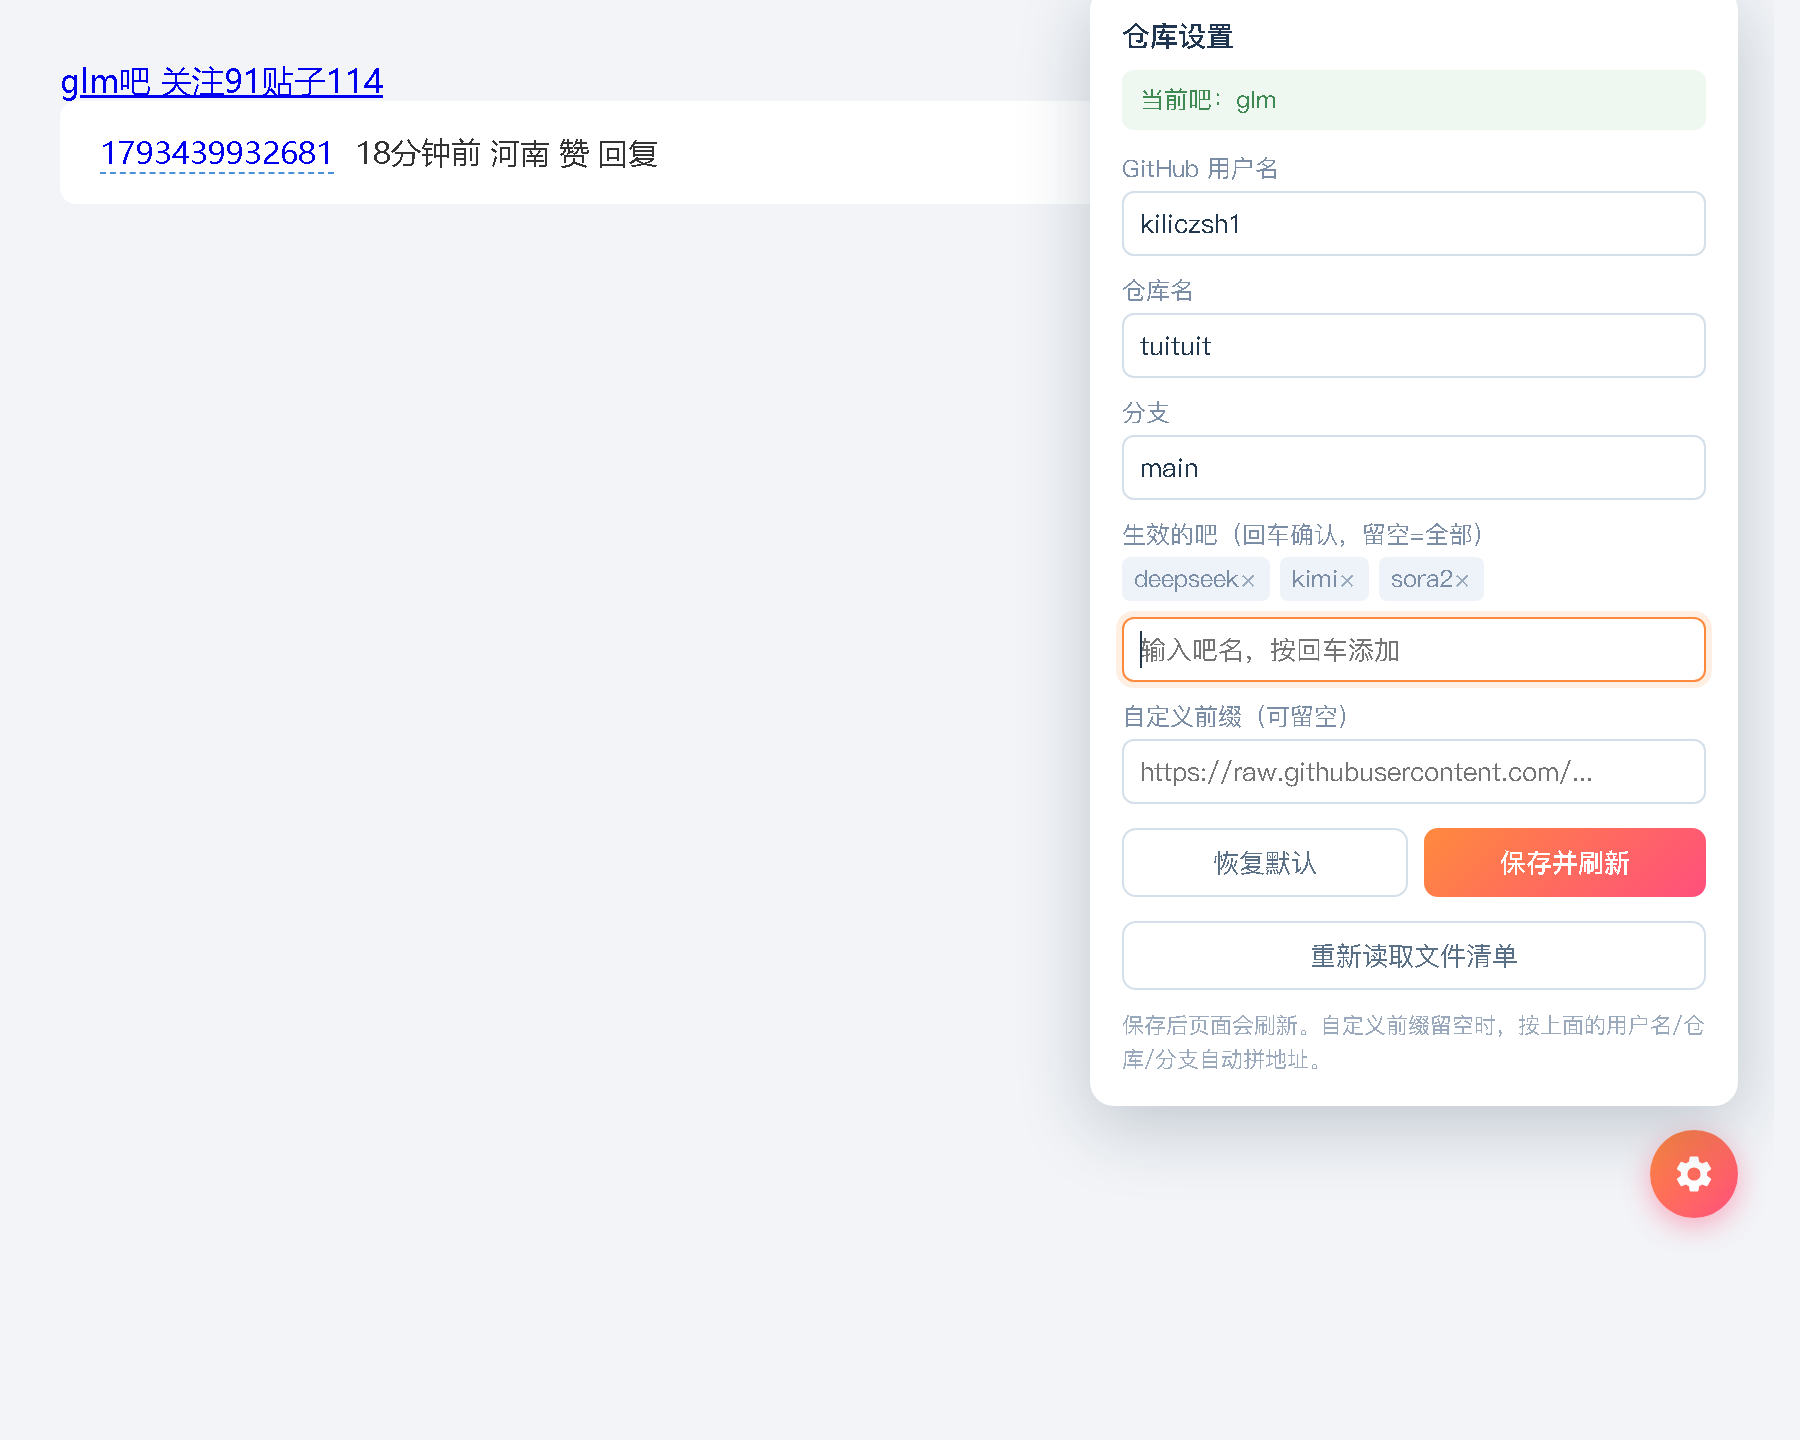 glm吧 关注91贴子114
1793439932681 18分钟前 河南 赞 回复
仓库设置
当前吧：glm
GitHub 用户名
kiliczsh1
仓库名
tuituit
分支
main
生效的吧（回车确认，留空=全部）
deepseek× kimi× sora2×
输入吧名，按回车添加
自定义前缀（可留空）
https://raw.githubusercontent.com/...
恢复默认 保存并刷新
重新读取文件清单
保存后页面会刷新。自定义前缀留空时，按上面的用户名/仓
库/分支自动拼地址。